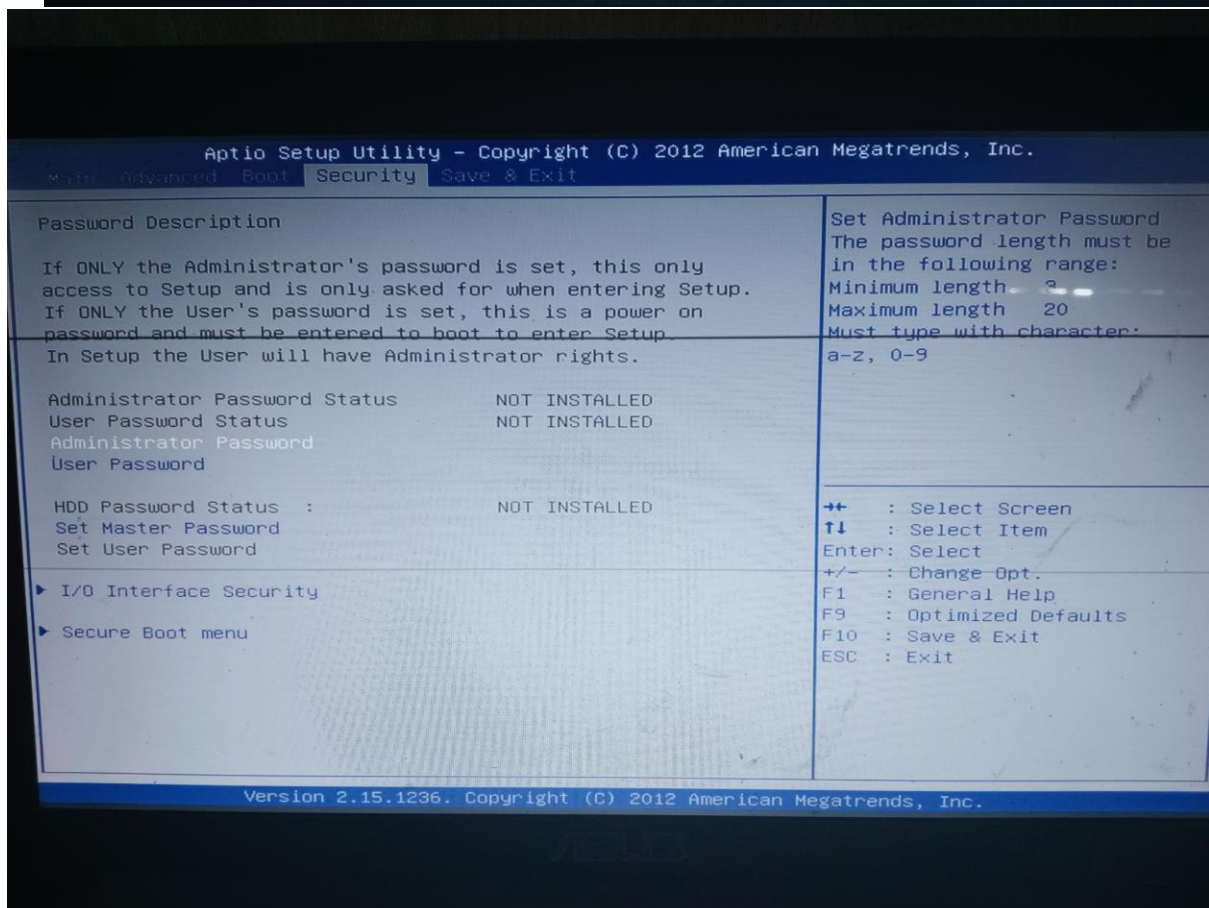 Aptio Setup Utility – Copyright (C) 2012 American Megatrends, Inc.
Main Advanced Boot Security Save & Exit
Password Description
If ONLY the Administrator's password is set, this only
access to Setup and is only asked for when entering Setup.
If ONLY the User's password is set, this is a power on
password and must be entered to boot to enter Setup.
In Setup the User will have Administrator rights.
Administrator Password Status NOT INSTALLED
User Password Status NOT INSTALLED
Administrator Password
User Password
HDD Password Status : NOT INSTALLED
Set Master Password
Set User Password
I/O Interface Security
Secure Boot menu
Set Administrator Password
The password length must be
in the following range:
Minimum length
Maximum length 20
Must type with character:
a-z, 0-9
→← : Select Screen
↑↓ : Select Item
Enter: Select
+/- : Change Opt.
F1 : General Help
F9 : Optimized Defaults
F10 : Save & Exit
ESC : Exit
Version 2.15.1236. Copyright (C) 2012 American Megatrends, Inc.
ASUS